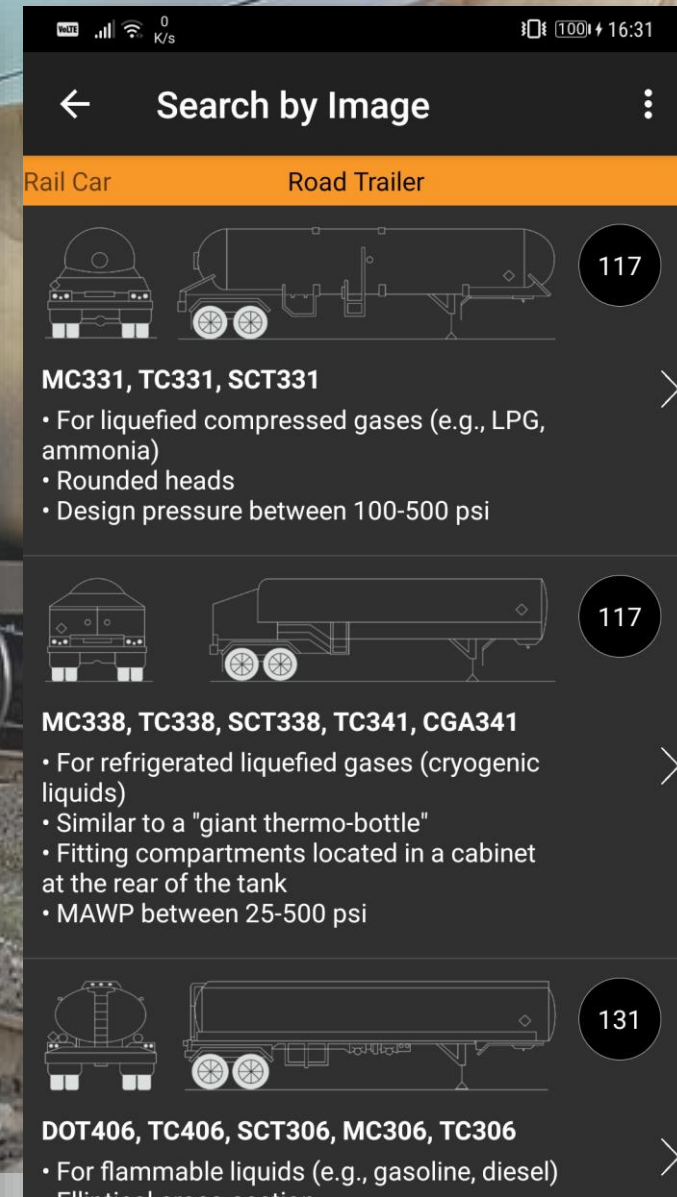 VoLTE 0 K/s 100 16:31
Search by Image
Rail Car Road Trailer
117
MC331, TC331, SCT331
• For liquefied compressed gases (e.g., LPG,
ammonia)
• Rounded heads
• Design pressure between 100-500 psi
117
MC338, TC338, SCT338, TC341, CGA341
• For refrigerated liquefied gases (cryogenic
liquids)
• Similar to a "giant thermo-bottle"
• Fitting compartments located in a cabinet
at the rear of the tank
• MAWP between 25-500 psi
131
DOT406, TC406, SCT306, MC306, TC306
• For flammable liquids (e.g., gasoline, diesel)